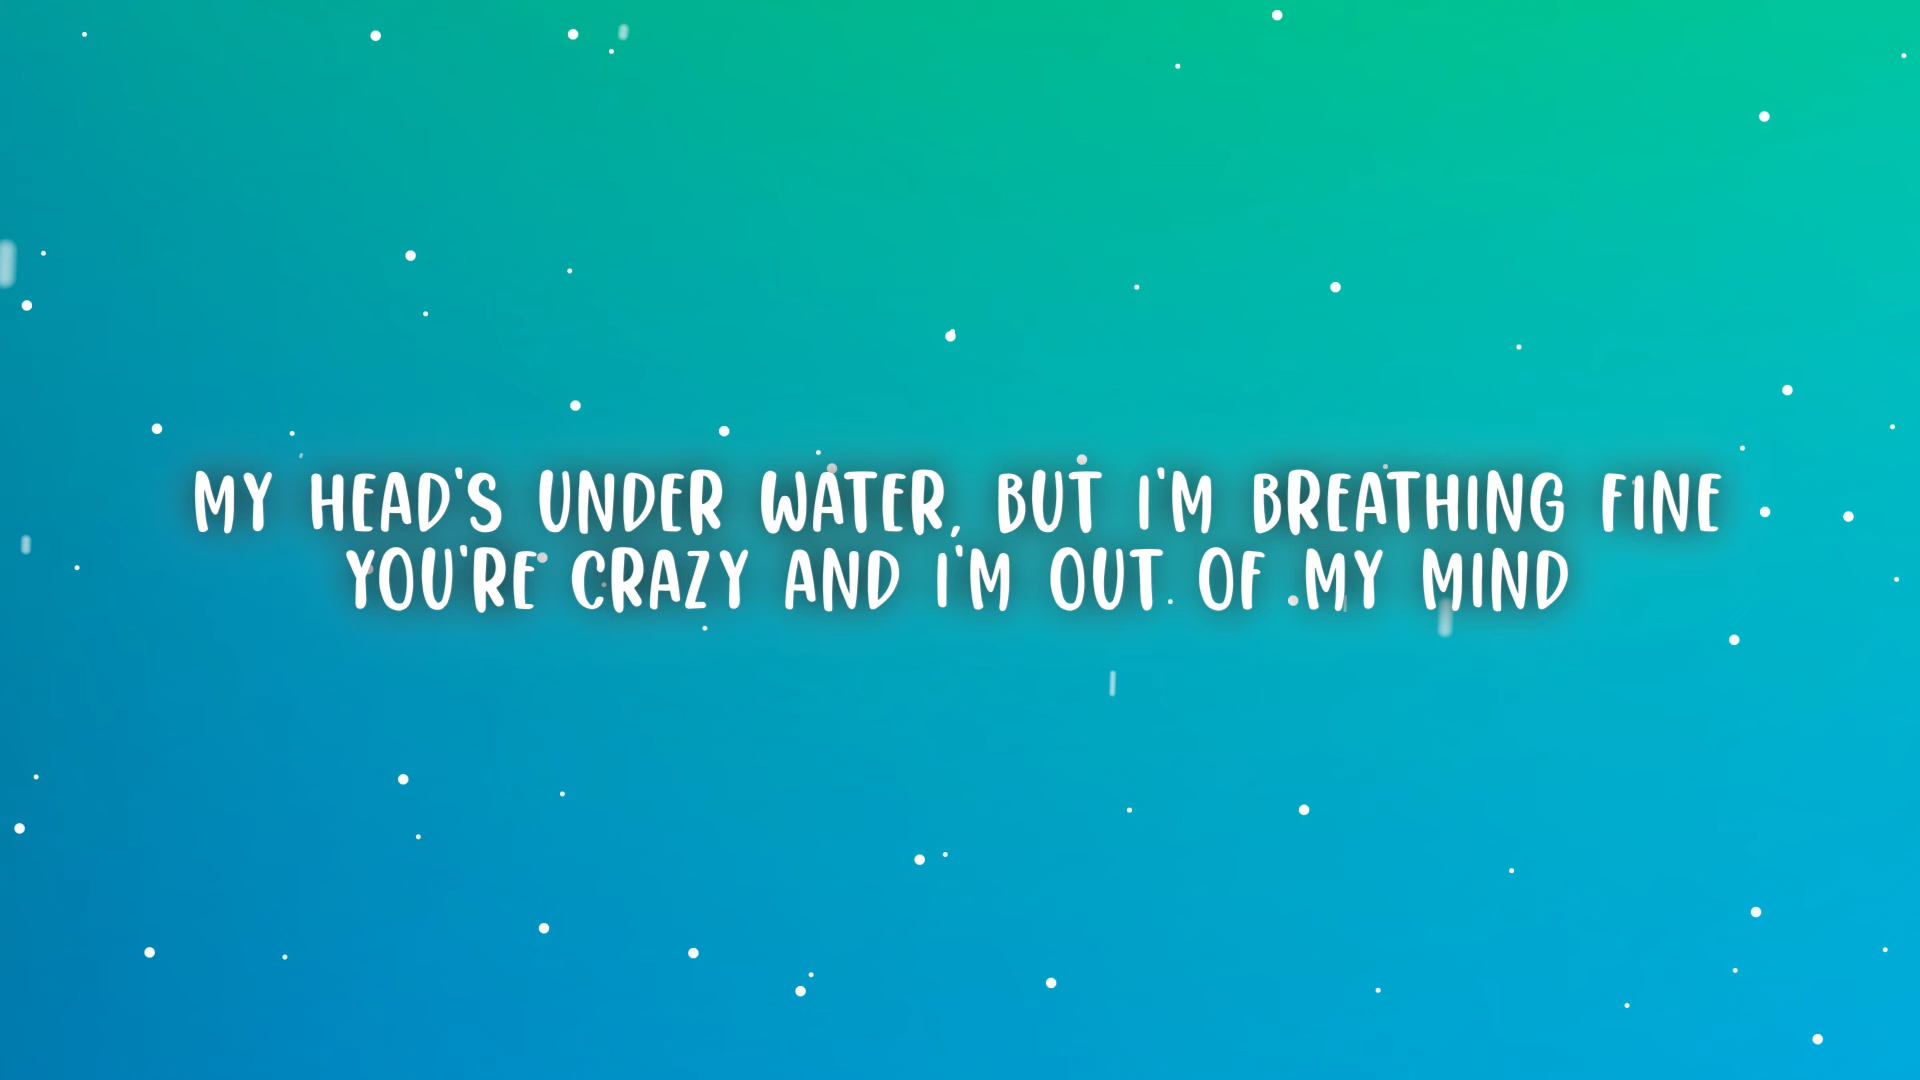 MY HEAD'S UNDER WATER, BUT I'M BREATHING FINE
YOU'RE CRAZY AND I'M OUT OF MY MIND